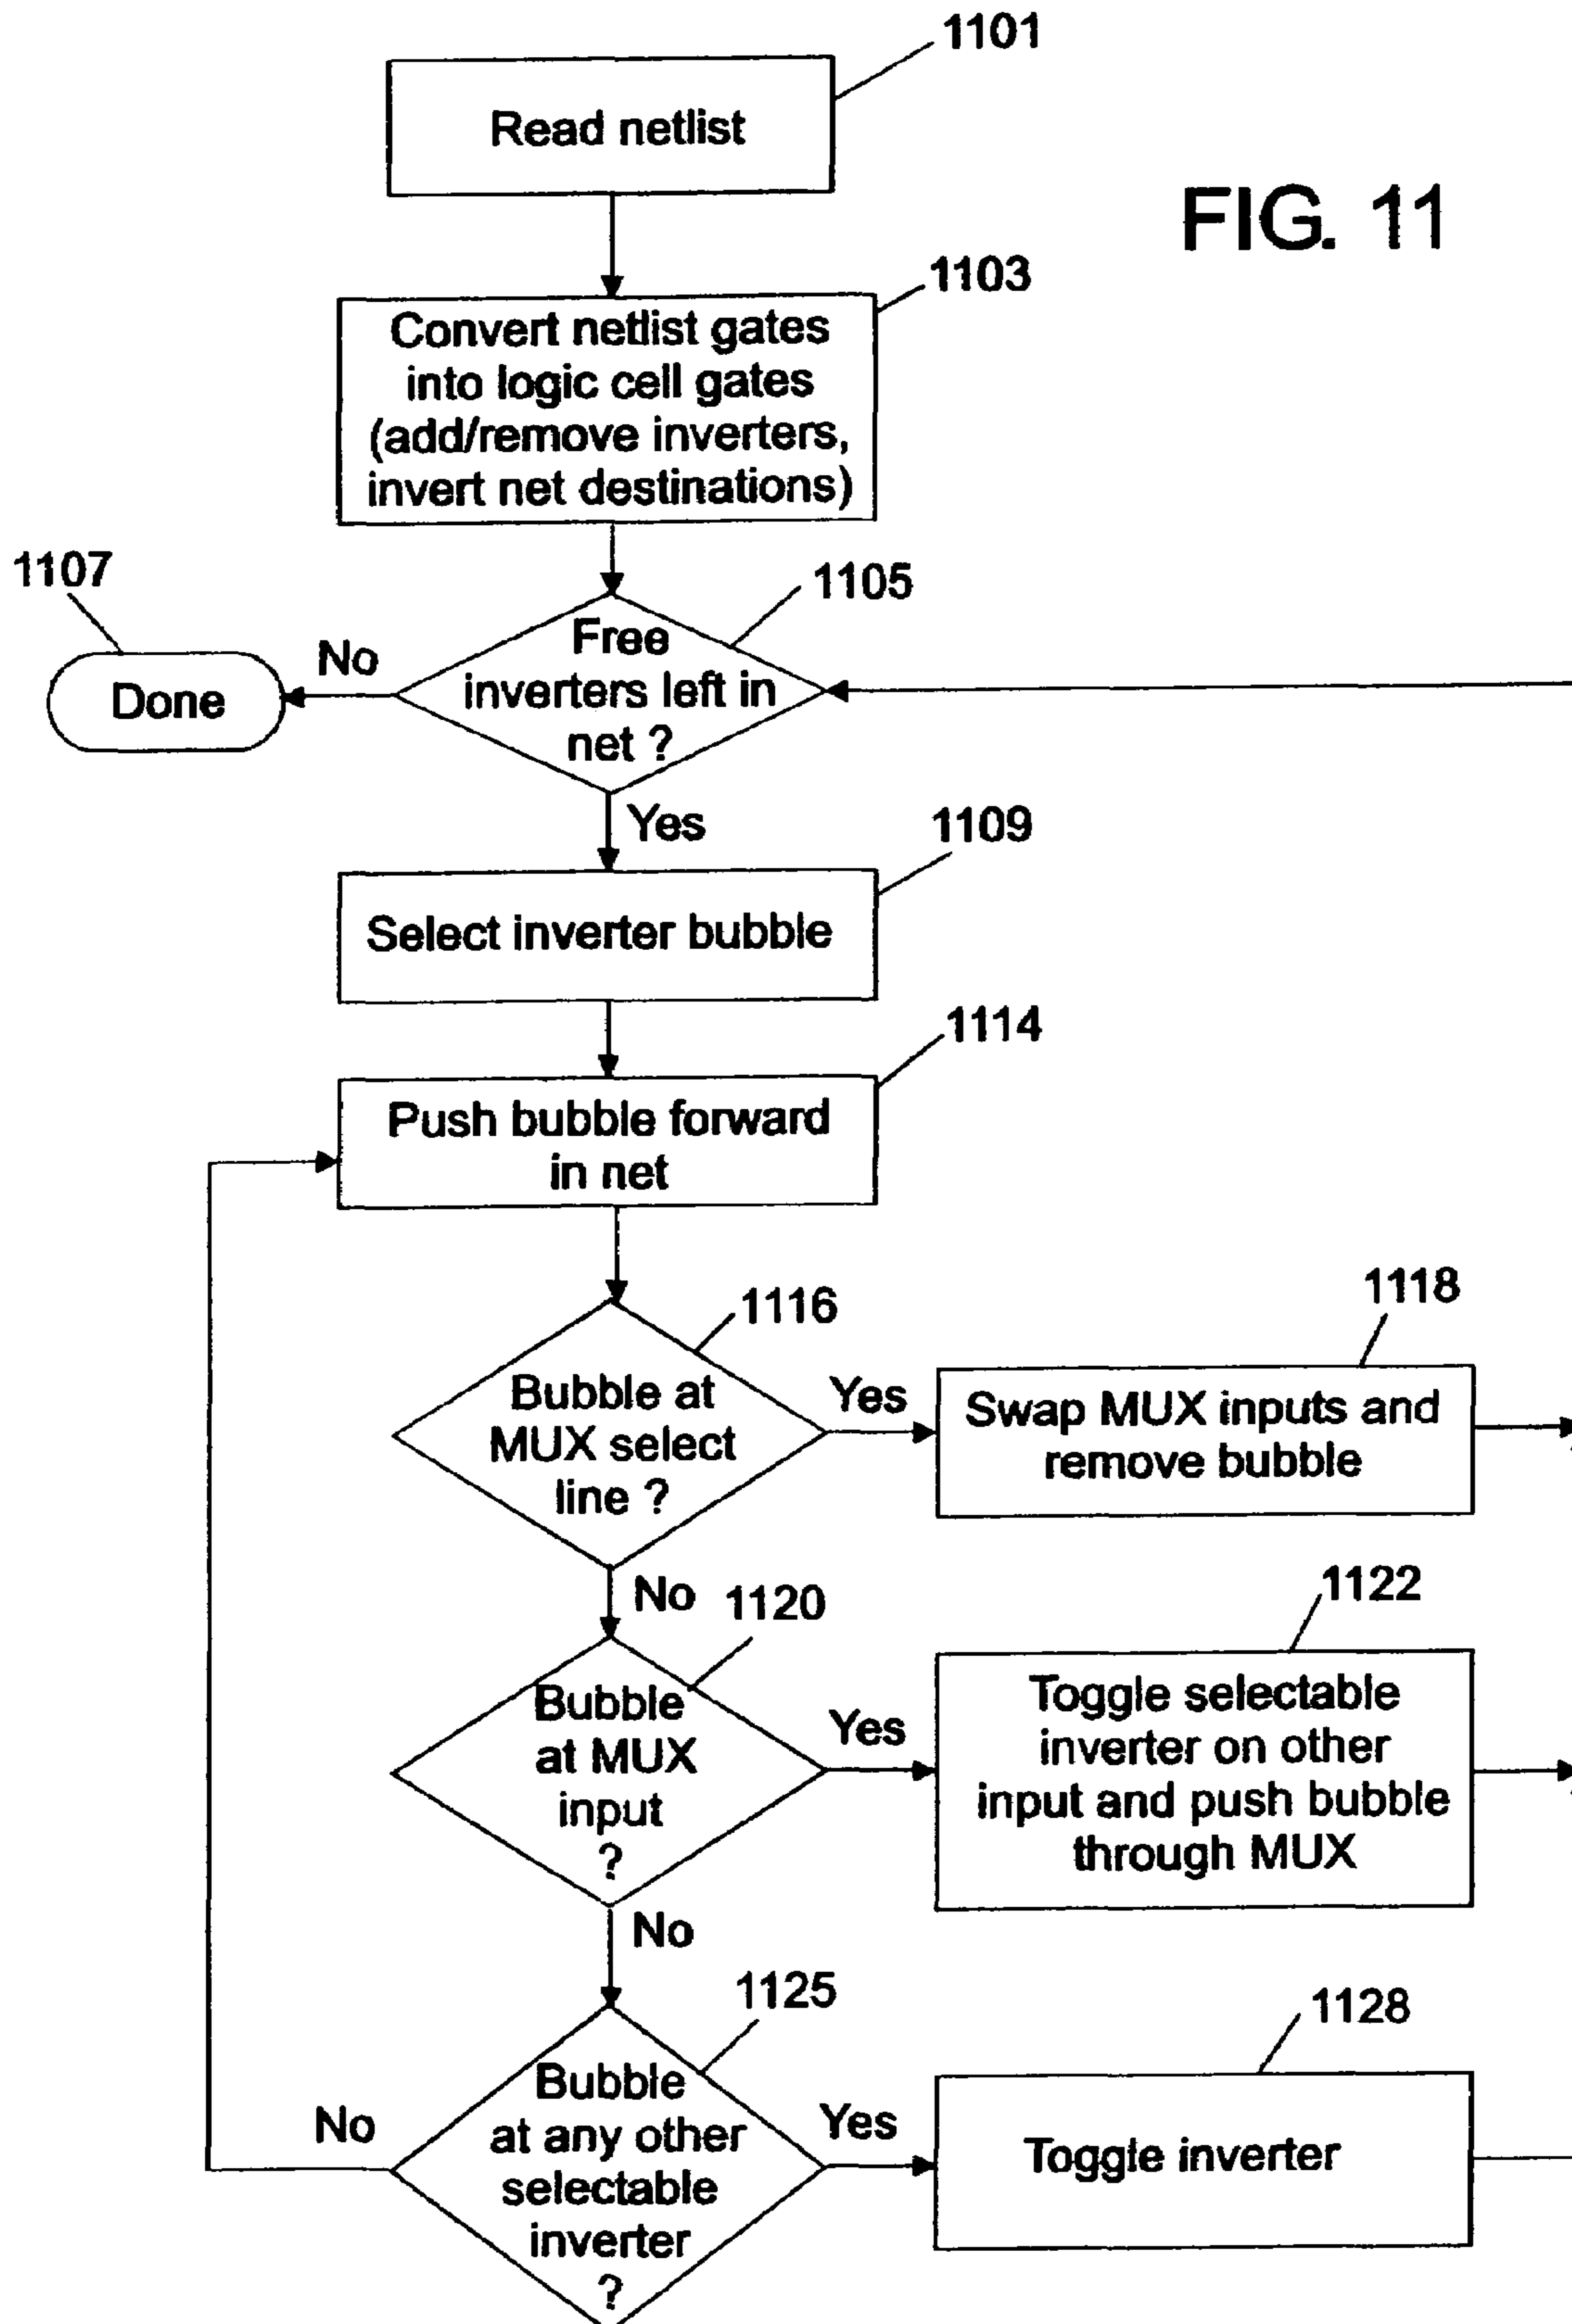 1101
Read netlist
FIG. 11
1103
Convert netlist gates
into logic cell gates
(add/remove inverters,
invert net destinations)
1107
1105
Done
No
Free
inverters left in
net ?
Yes
1109
Select inverter bubble
1114
Push bubble forward
in net
1116
Bubble at
MUX select
line ?
Yes
1118
Swap MUX inputs and
remove bubble
No
1120
Bubble
at MUX
input
?
Yes
1122
Toggle selectable
inverter on other
input and push bubble
through MUX
No
1125
Bubble
at any other
selectable
inverter
?
No
Yes
1128
Toggle inverter